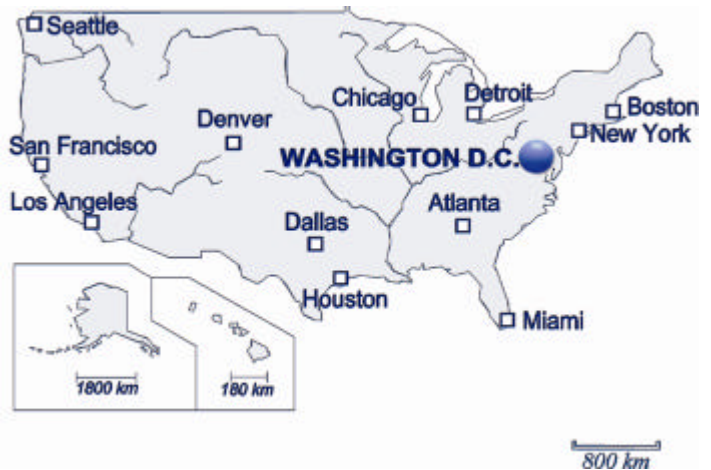 Seattle
Detroit
Chicago
Boston
Denver
New York
San Francisco
WASHINGTON D.C.
Los Angeles
Atlanta
Dallas
Houston
Miami
1800 km
180 km
800 km